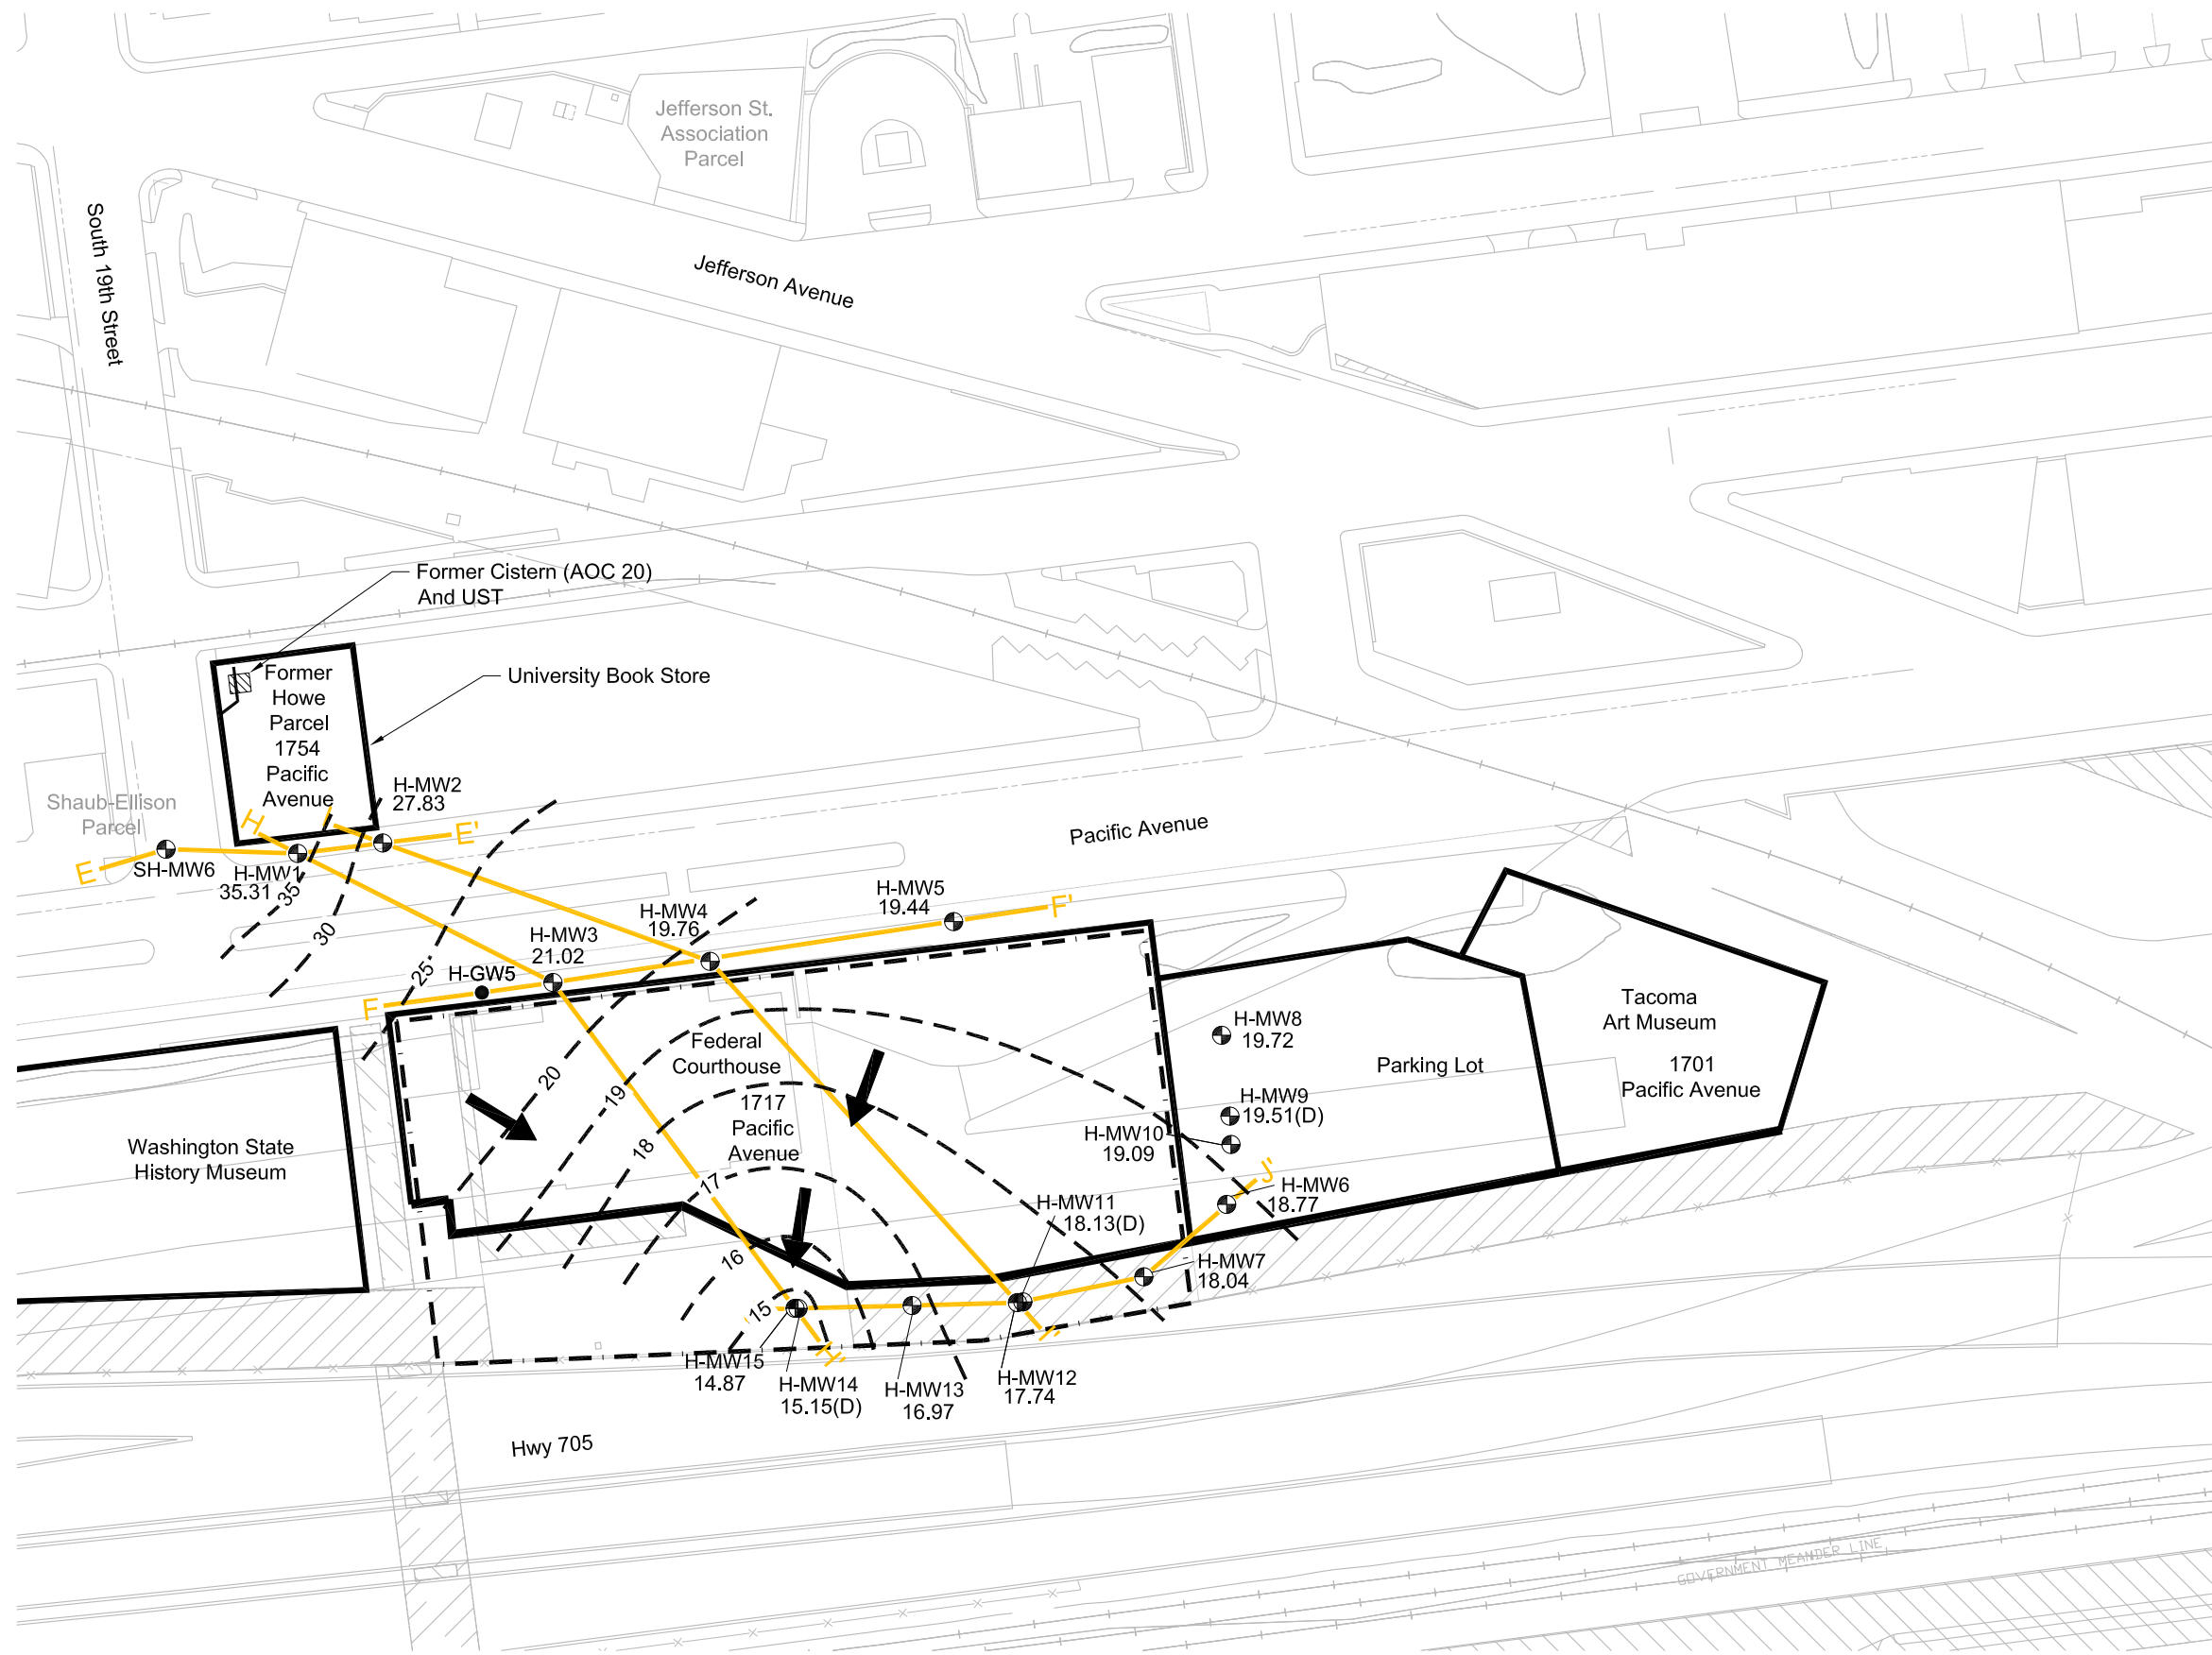 Jefferson St.
Association
Parcel
South 19th Street
Jefferson Avenue
Former Cistern (AOC 20)
And UST
University Book Store
Former
Howe
Parcel
1754
Pacific
Avenue
Shaub-Ellison
Parcel
H-MW2
27.83
H
E'
E
SH-MW6
H-MW1
35.31
35
30
25
Pacific Avenue
H-MW5
19.44
F'
H-MW4
19.76
H-MW3
21.02
H-GW5
F
Federal
Courthouse
1717
Pacific
Avenue
20
19
18
17
16
15
H-MW8
19.72
H-MW9
19.51(D)
H-MW10
19.09
Parking Lot
Tacoma
Art Museum
1701
Pacific Avenue
Washington State
History Museum
J'
H-MW6
18.77
H-MW11
18.13(D)
H-MW7
18.04
I'
H'
H-MW15
14.87
H-MW14
15.15(D)
H-MW13
16.97
H-MW12
17.74
Hwy 705
GOVERNMENT MEANDER LINE